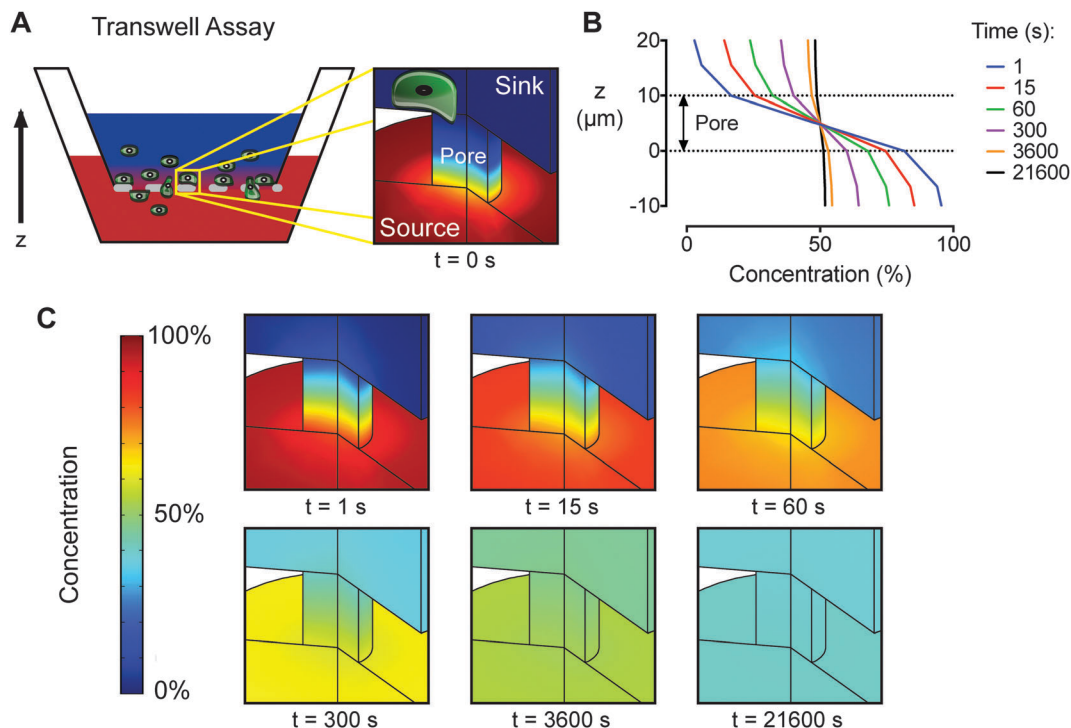 A
Transwell Assay
z
Sink
Pore
Source
t = 0 s
B
20
10
0
-10
z
(µm)
Pore
0
50
100
Concentration (%)
Time (s):
1
15
60
300
3600
21600
C
Concentration
100%
50%
0%
t = 1 s
t = 15 s
t = 60 s
t = 300 s
t = 3600 s
t = 21600 s